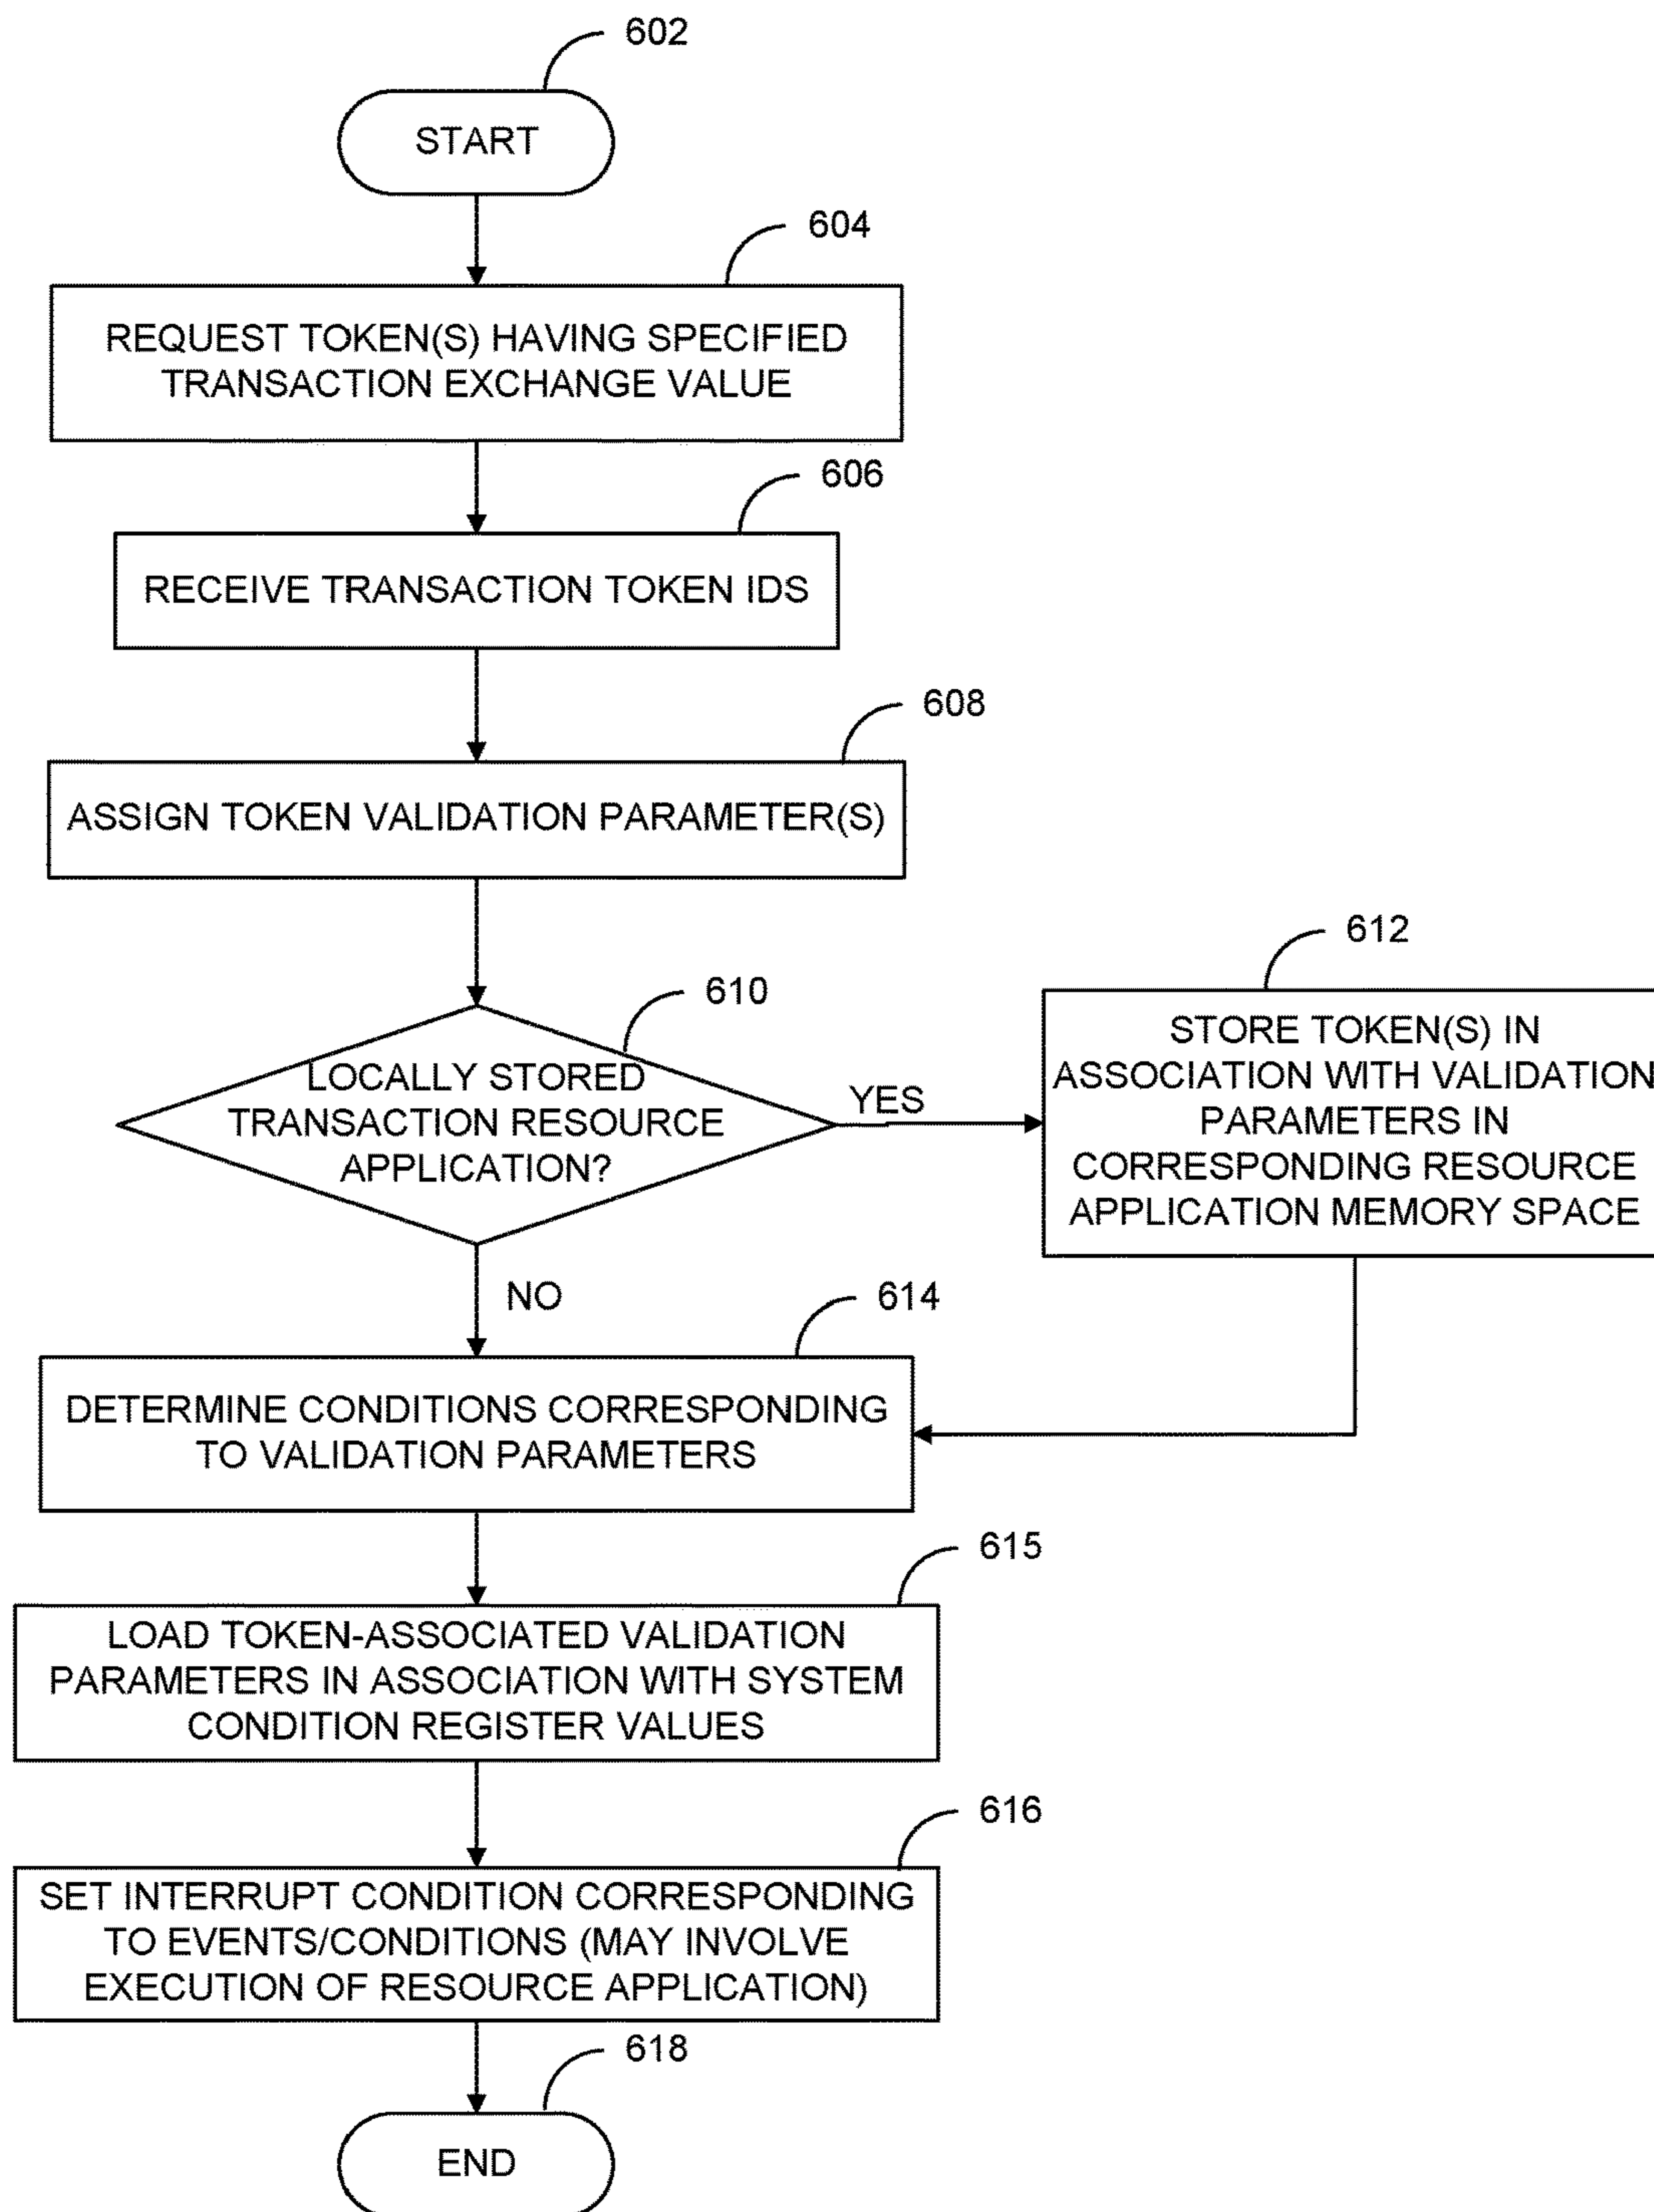 602
START
604
REQUEST TOKEN(S) HAVING SPECIFIED
TRANSACTION EXCHANGE VALUE
606
RECEIVE TRANSACTION TOKEN IDS
608
ASSIGN TOKEN VALIDATION PARAMETER(S)
610
LOCALLY STORED
TRANSACTION RESOURCE
APPLICATION?
YES
612
STORE TOKEN(S) IN
ASSOCIATION WITH VALIDATION
PARAMETERS IN
CORRESPONDING RESOURCE
APPLICATION MEMORY SPACE
NO
614
DETERMINE CONDITIONS CORRESPONDING
TO VALIDATION PARAMETERS
615
LOAD TOKEN-ASSOCIATED VALIDATION
PARAMETERS IN ASSOCIATION WITH SYSTEM
CONDITION REGISTER VALUES
616
SET INTERRUPT CONDITION CORRESPONDING
TO EVENTS/CONDITIONS (MAY INVOLVE
EXECUTION OF RESOURCE APPLICATION)
618
END